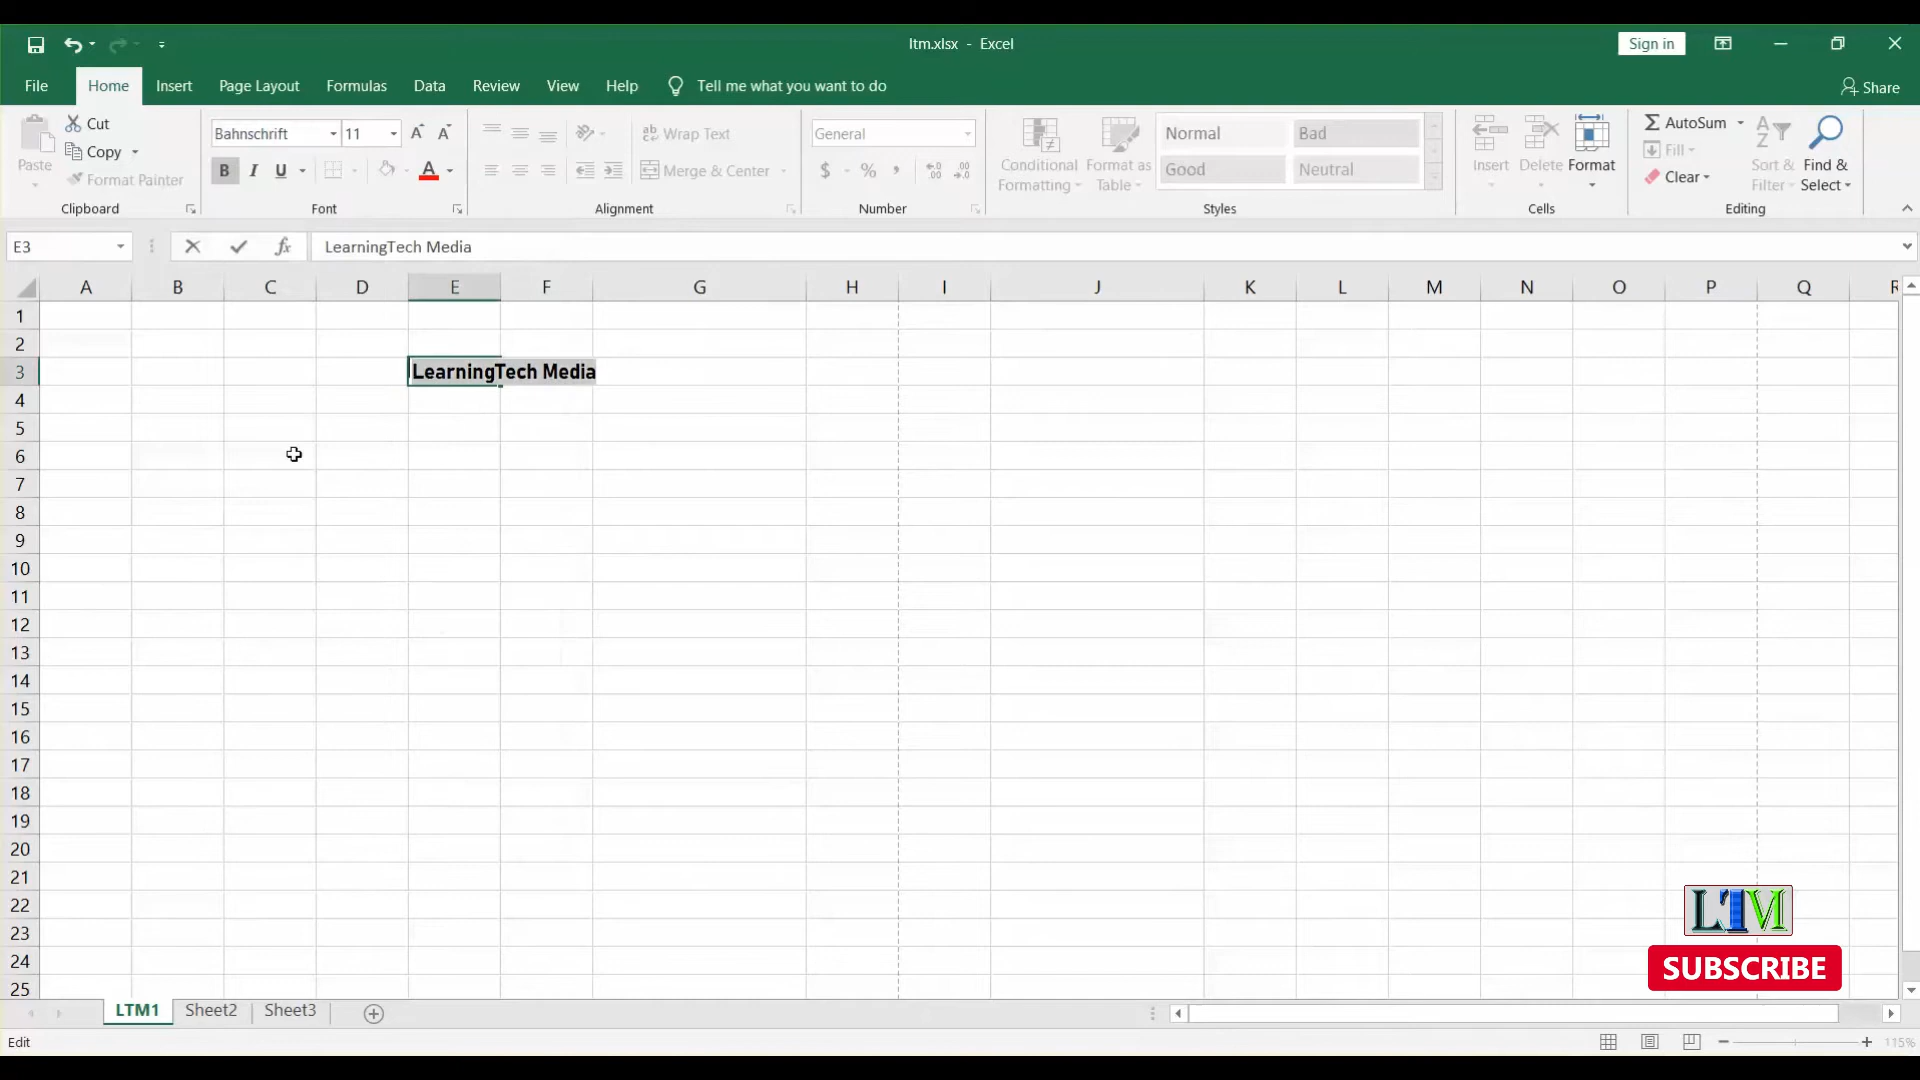 ltm.xlsx - Excel
Sign in
File Home Insert Page Layout Formulas Data Review View Help Tell me what you want to do
Share
Paste
Cut
Copy
Format Painter
Clipboard
Bahnschrift 11
B I U A
Font
Wrap Text
Merge & Center
Alignment
General
$ % ,
Number
Conditional Formatting
Format as Table
Normal Bad
Good Neutral
Styles
Insert Delete Format
Cells
AutoSum
Fill
Clear
Sort & Filter
Find & Select
Editing
E3 fx LearningTech Media
A B C D E F G H I J K L M N O P Q R
1
2
3 LearningTech Media
4
5
6
7
8
9
10
11
12
13
14
15
16
17
18
19
20
21
22
23
24
25
LTM
SUBSCRIBE
LTM1 Sheet2 Sheet3
Edit
115%